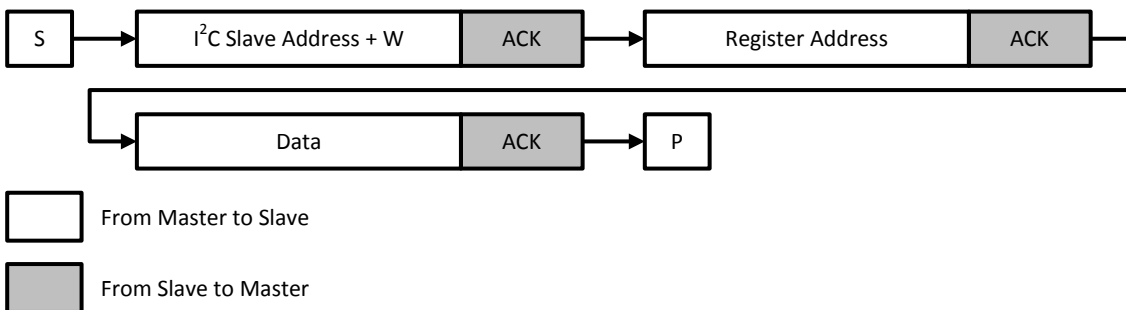 S I²C Slave Address + W ACK Register Address ACK
Data ACK P
From Master to Slave
From Slave to Master